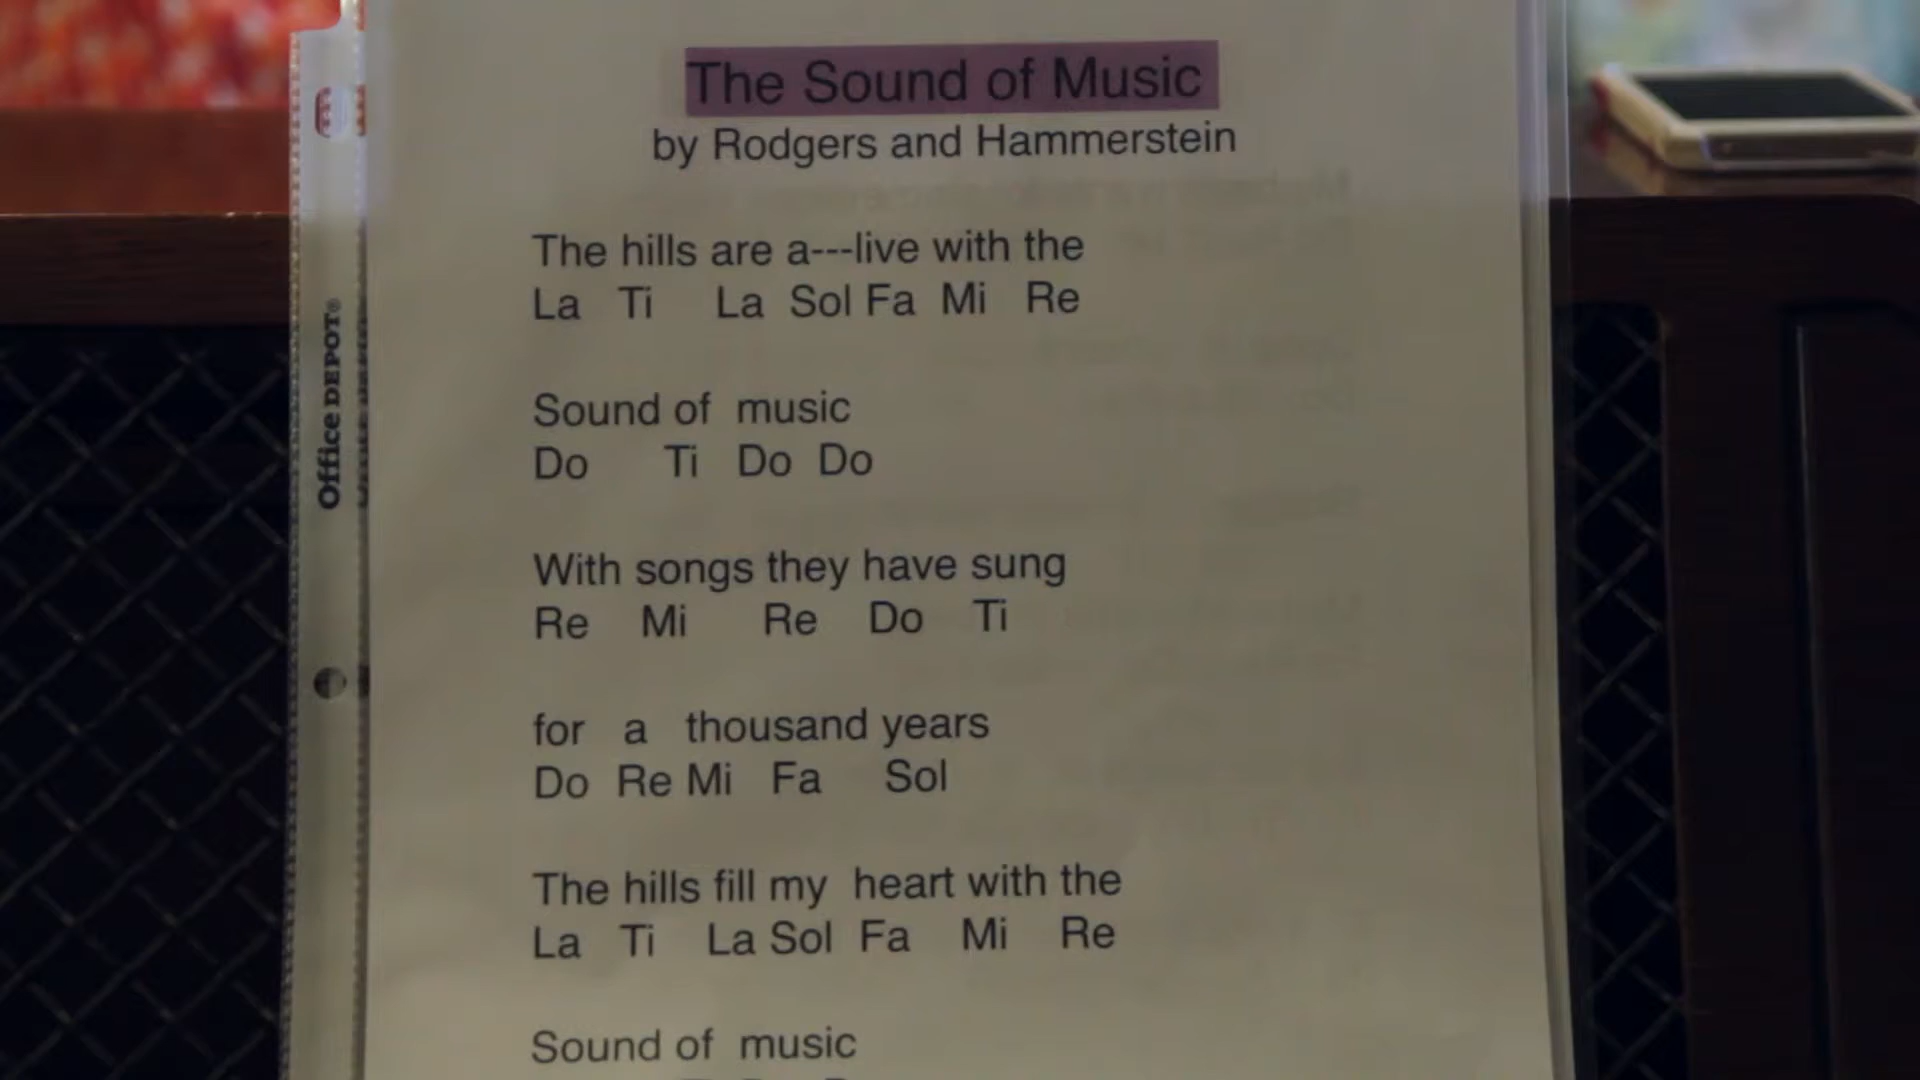 The Sound of Music
by Rodgers and Hammerstein
The hills are a---live with the
La Ti La Sol Fa Mi Re
Sound of music
Do Ti Do Do
With songs they have sung
Re Mi Re Do Ti
for a thousand years
Do Re Mi Fa Sol
The hills fill my heart with the
La Ti La Sol Fa Mi Re
Sound of music
Office DEPOT®